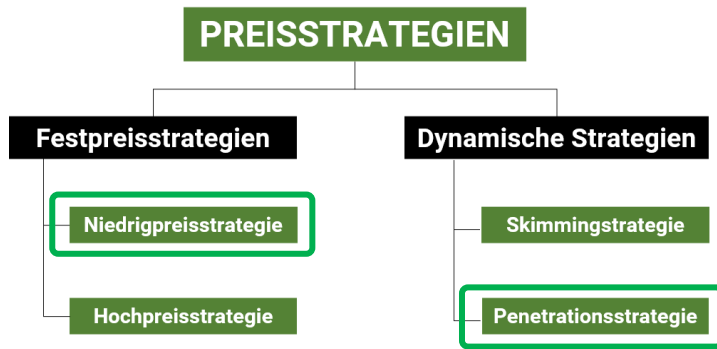 PREISSTRATEGIEN
Festpreisstrategien
Dynamische Strategien
Niedrigpreisstrategie
Skimmingstrategie
Hochpreisstrategie
Penetrationsstrategie